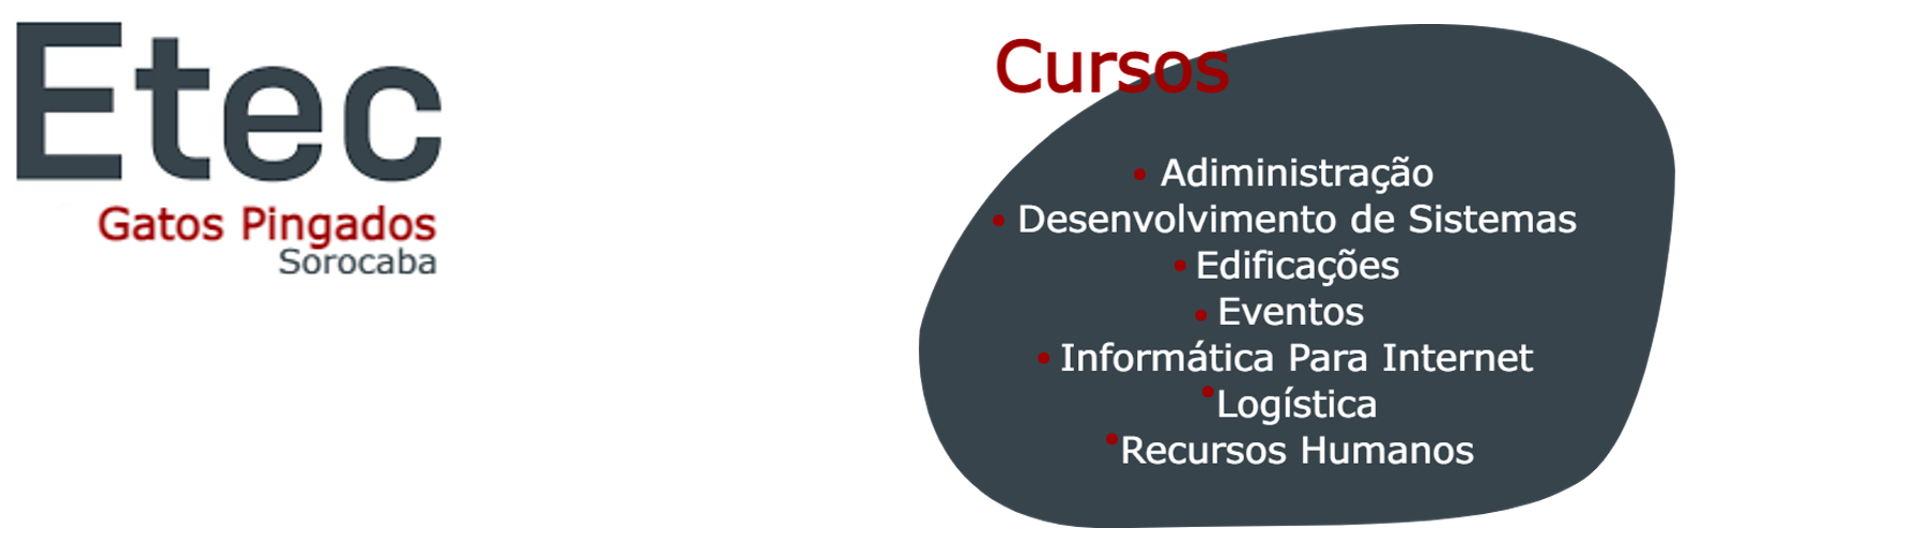 Etec
Gatos Pingados
Sorocaba
Cursos
• Adiministração
• Desenvolvimento de Sistemas
• Edificações
• Eventos
• Informática Para Internet
• Logística
• Recursos Humanos